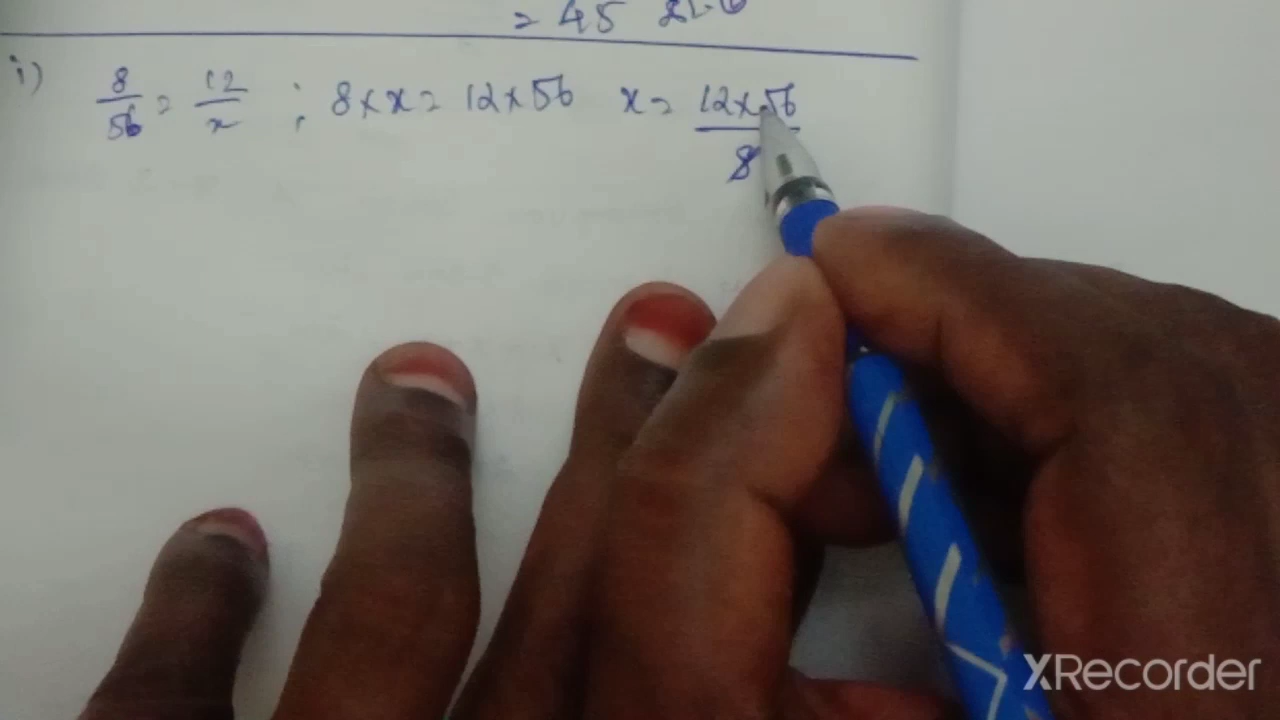 = 45
i) 8/56 = 12/x ; 8 × x = 12 × 56 x = 12 × 56 / 8
XRecorder